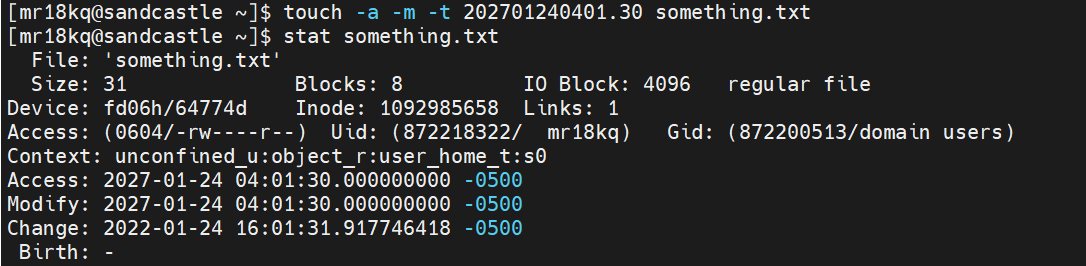 [mr18kq@sandcastle ~]$ touch -a -m -t 202701240401.30 something.txt
[mr18kq@sandcastle ~]$ stat something.txt
  File: 'something.txt'
  Size: 31              Blocks: 8          IO Block: 4096   regular file
Device: fd06h/64774d    Inode: 1092985658  Links: 1
Access: (0604/-rw----r--)  Uid: (872218322/  mr18kq)   Gid: (872200513/domain users)
Context: unconfined_u:object_r:user_home_t:s0
Access: 2027-01-24 04:01:30.000000000 -0500
Modify: 2027-01-24 04:01:30.000000000 -0500
Change: 2022-01-24 16:01:31.917746418 -0500
 Birth: -